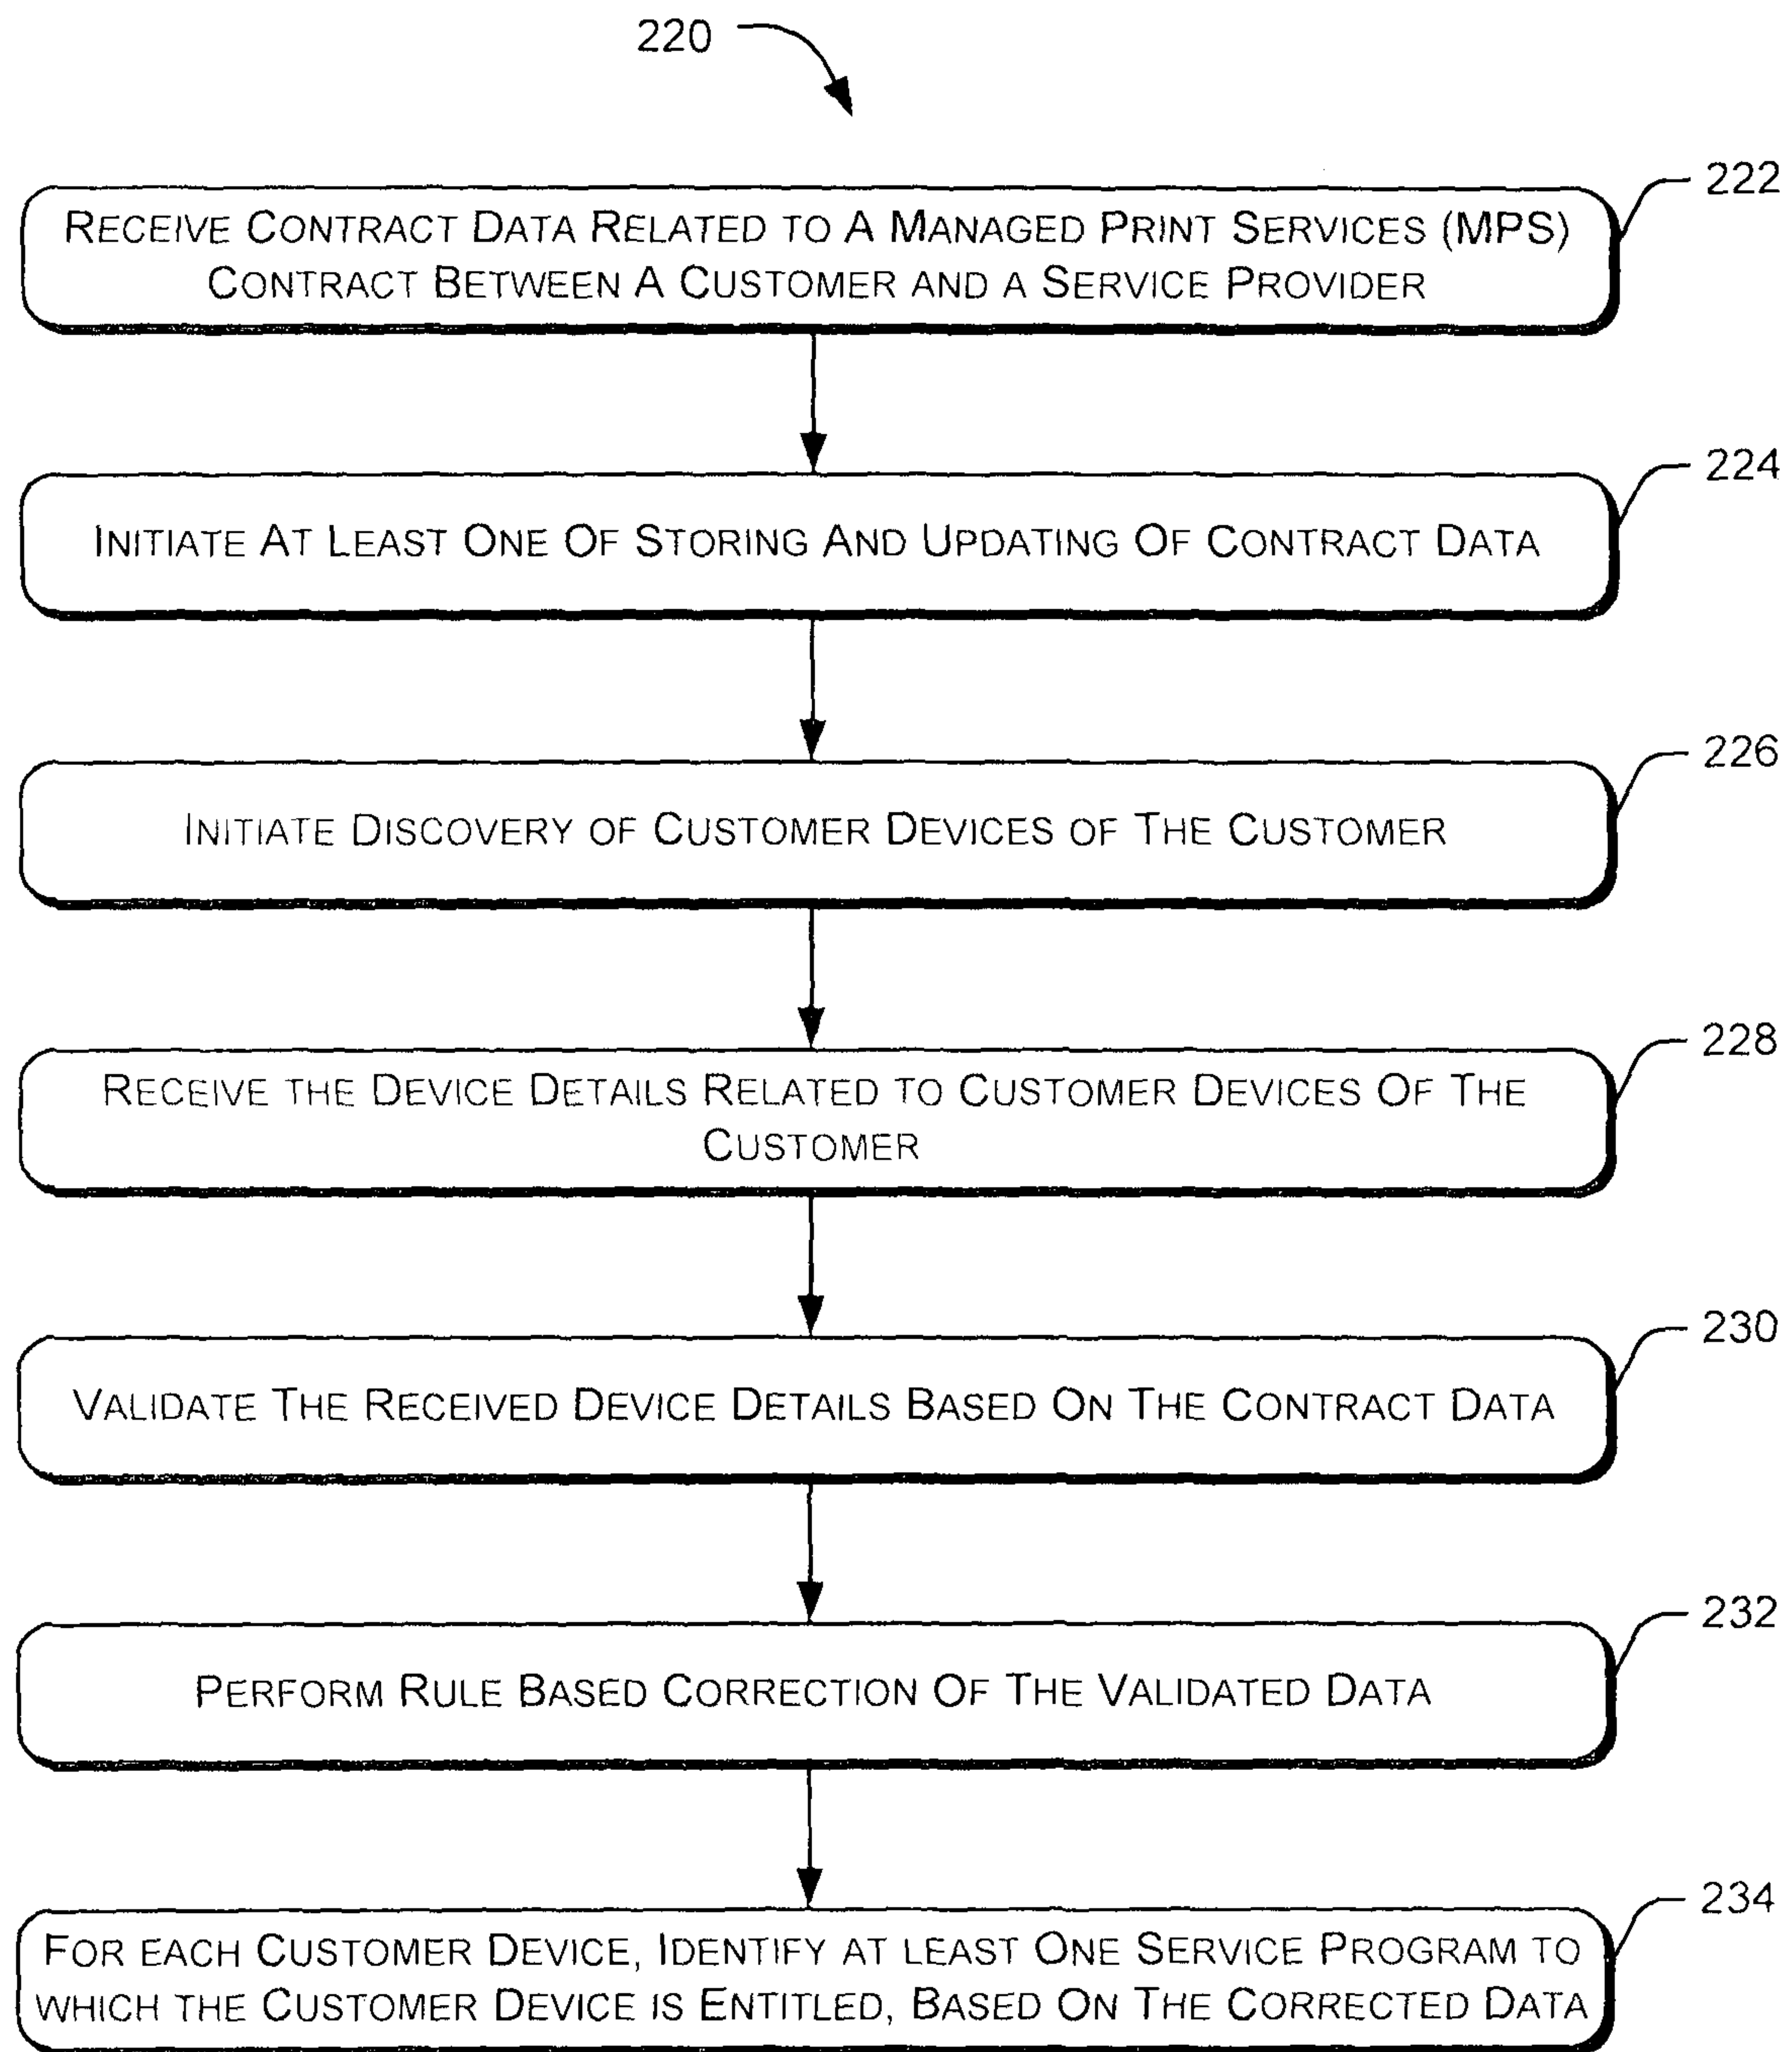 220
222
RECEIVE CONTRACT DATA RELATED TO A MANAGED PRINT SERVICES (MPS)
CONTRACT BETWEEN A CUSTOMER AND A SERVICE PROVIDER
224
INITIATE AT LEAST ONE OF STORING AND UPDATING OF CONTRACT DATA
226
INITIATE DISCOVERY OF CUSTOMER DEVICES OF THE CUSTOMER
228
RECEIVE THE DEVICE DETAILS RELATED TO CUSTOMER DEVICES OF THE
CUSTOMER
230
VALIDATE THE RECEIVED DEVICE DETAILS BASED ON THE CONTRACT DATA
232
PERFORM RULE BASED CORRECTION OF THE VALIDATED DATA
234
FOR EACH CUSTOMER DEVICE, IDENTIFY AT LEAST ONE SERVICE PROGRAM TO
WHICH THE CUSTOMER DEVICE IS ENTITLED, BASED ON THE CORRECTED DATA